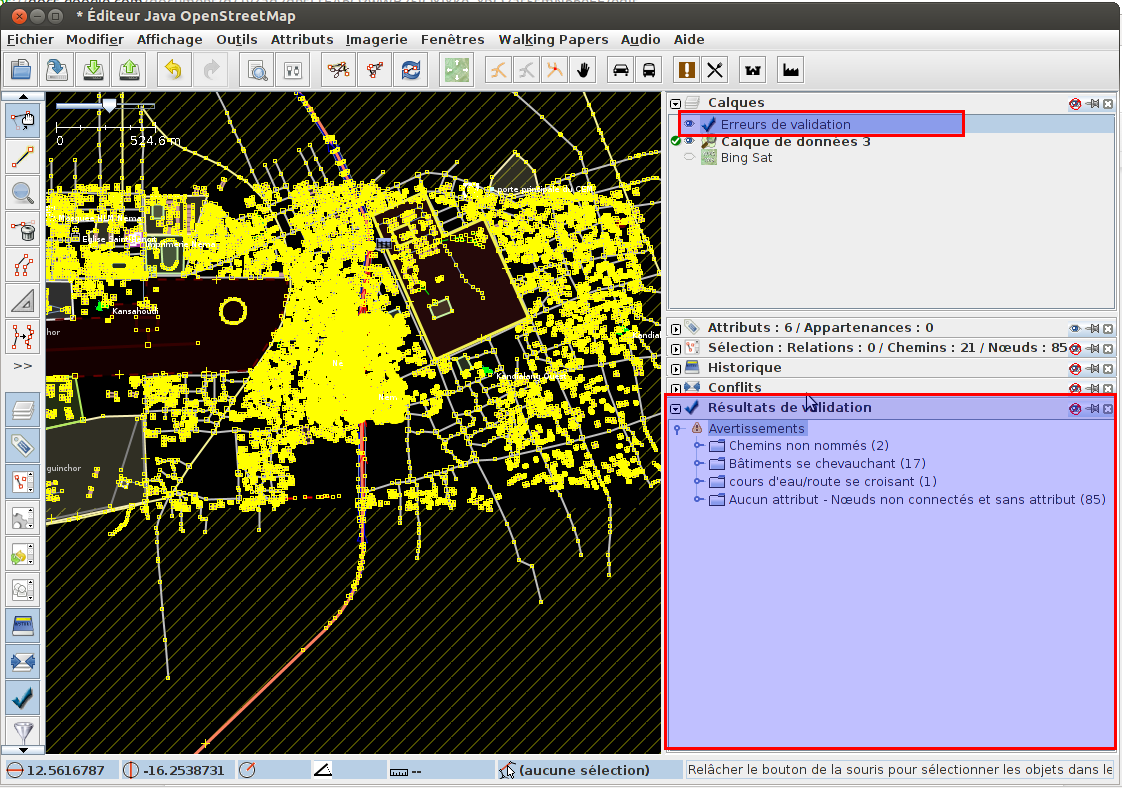 * Éditeur Java OpenStreetMap
Fichier Modifier Affichage Outils Attributs Imagerie Fenêtres Walking Papers Audio Aide
0 524.6 m
Kansahoudi
guinchor
Calques
Erreurs de validation
Calque de données 3
Bing Sat
Attributs : 6 / Appartenances : 0
Sélection : Relations : 0 / Chemins : 21 / Nœuds : 85
Historique
Conflits
Résultats de validation
Avertissements
Chemins non nommés (2)
Bâtiments se chevauchant (17)
cours d'eau/route se croisant (1)
Aucun attribut - Nœuds non connectés et sans attribut (85)
>>
12.5616787 -16.2538731 -- (aucune sélection) Relâcher le bouton de la souris pour sélectionner les objets dans le